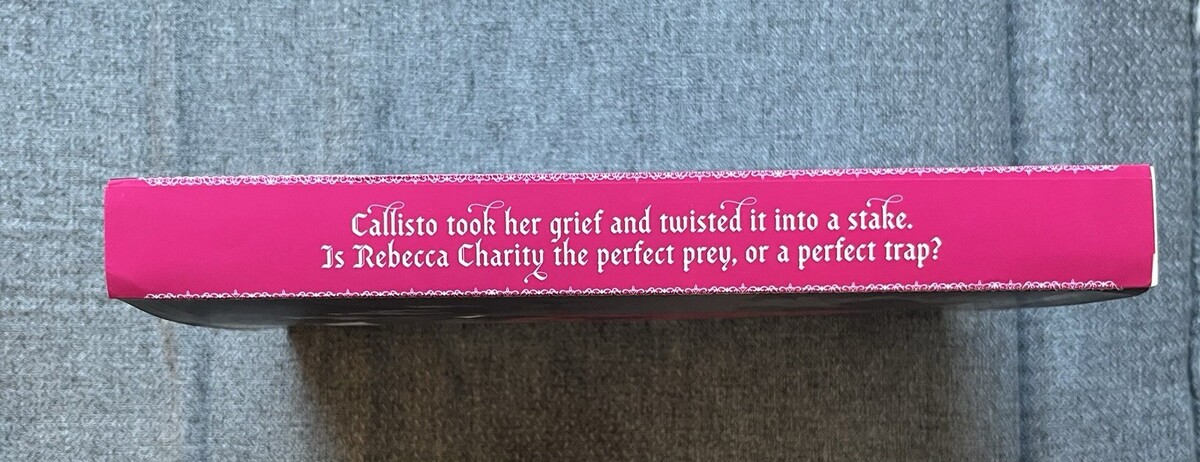 Callisto took her grief and twisted it into a stake.
Is Rebecca Charity the perfect prey, or a perfect trap?